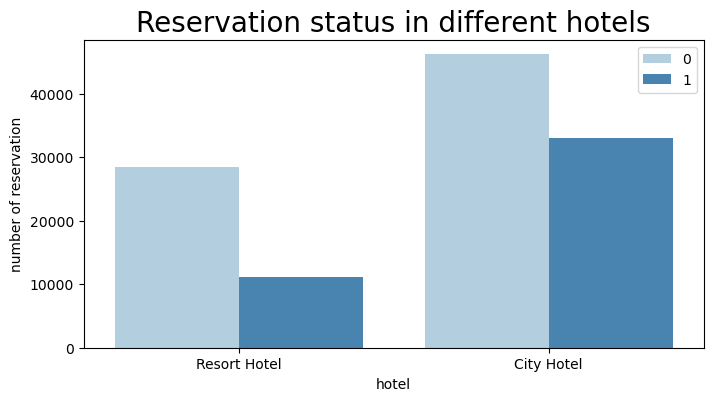 Reservation status in different hotels
0
1
number of reservation
40000
30000
20000
10000
0
Resort Hotel
City Hotel
hotel